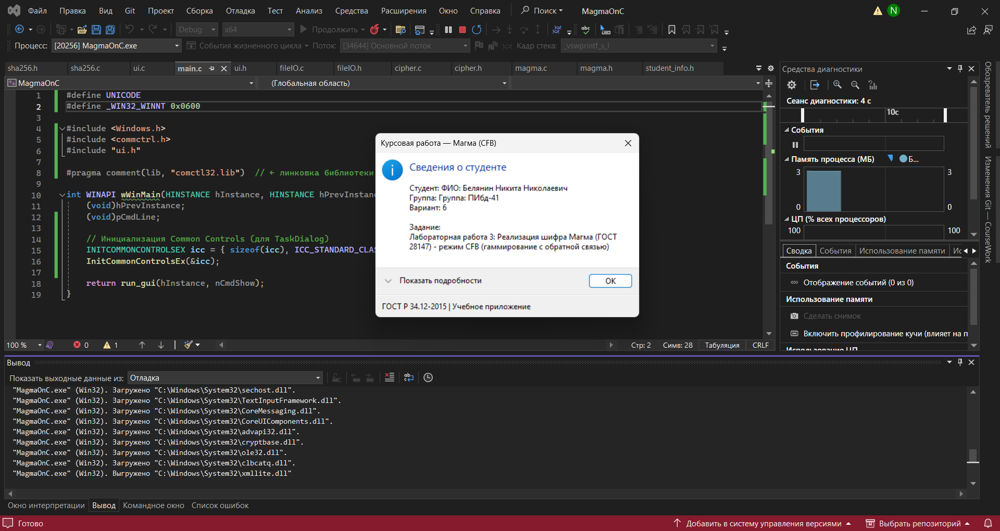 Файл Правка Вид Git Проект Сборка Отладка Тест Анализ Средства Расширения Окно Справка Поиск MagmaOnC N
Debug x64 Продолжить
Процесс: [20256] MagmaOnC.exe События жизненного цикла Поток: [34644] Основной поток Кадр стека: _vswprintf_s_l
sha256.h sha256.c ui.c main.c ui.h fileIO.c fileIO.h cipher.c cipher.h magma.c magma.h student_info.h
MagmaOnC (Глобальная область)
1 #define UNICODE
2 #define _WIN32_WINNT 0x0600
3
4 #include <Windows.h>
5 #include <commctrl.h>
6 #include "ui.h"
7
8 #pragma comment(lib, "comctl32.lib") // ← линковка библиотеки
9
10 int WINAPI wWinMain(HINSTANCE hInstance, HINSTANCE hPrevInstanc
11 (void)hPrevInstance;
12 (void)pCmdLine;
13
14 // Инициализация Common Controls (для TaskDialog)
15 INITCOMMONCONTROLSEX icc = { sizeof(icc), ICC_STANDARD_CLAS
16 InitCommonControlsEx(&icc);
17
18 return run_gui(hInstance, nCmdShow);
19 }
Курсовая работа — Магма (CFB)
Сведения о студенте
Студент: ФИО: Белянин Никита Николаевич
Группа: Группа: ПИбд-41
Вариант: 6
Задание:
Лабораторная работа 3: Реализация шифра Магма (ГОСТ
28147) - режим CFB (гаммирование с обратной связью)
Показать подробности
OK
ГОСТ Р 34.12-2015 | Учебное приложение
100 % 0 1 Стр: 2 Симв: 28 Табуляция CRLF
Средства диагностики
Сеанс диагностики: 4 с
10с
События
Память процесса (МБ) Б...
3 3
0 0
ЦП (% всех процессоров)
100 100
Сводка События Использование памяти Ис
События
Отображение событий (0 из 0)
Использование памяти
Сделать снимок
Включить профилирование кучи (влияет на п
Использование ЦП
Обозреватель решений
Изменения Git — CourseWork
Вывод
Показать выходные данные из: Отладка
"MagmaOnC.exe" (Win32). Загружено "C:\Windows\System32\sechost.dll".
"MagmaOnC.exe" (Win32). Загружено "C:\Windows\System32\TextInputFramework.dll".
"MagmaOnC.exe" (Win32). Загружено "C:\Windows\System32\CoreMessaging.dll".
"MagmaOnC.exe" (Win32). Загружено "C:\Windows\System32\CoreUIComponents.dll".
"MagmaOnC.exe" (Win32). Загружено "C:\Windows\System32\advapi32.dll".
"MagmaOnC.exe" (Win32). Загружено "C:\Windows\System32\cryptbase.dll".
"MagmaOnC.exe" (Win32). Загружено "C:\Windows\System32\ole32.dll".
"MagmaOnC.exe" (Win32). Загружено "C:\Windows\System32\clbcatq.dll".
"MagmaOnC.exe" (Win32). Выгружено "C:\Windows\System32\xmllite.dll"
Окно интерпретации Вывод Командное окно Список ошибок
Готово Добавить в систему управления версиями Выбрать репозиторий